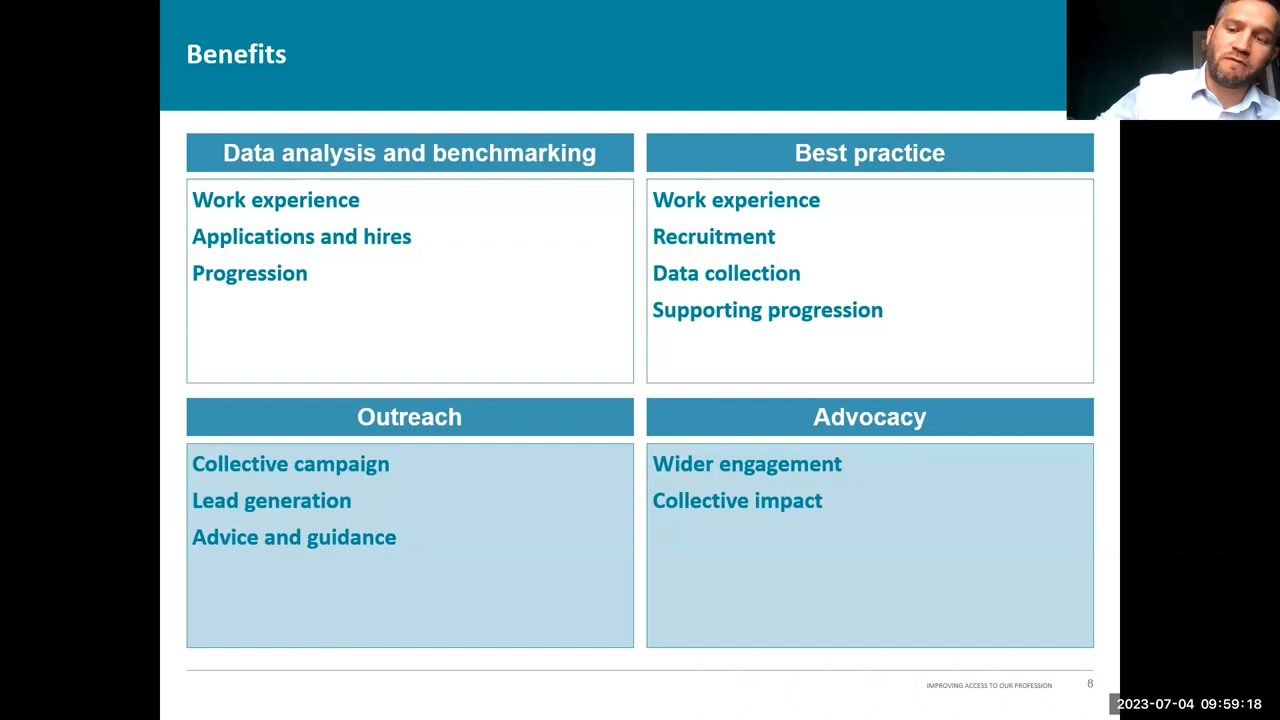 Benefits
Data analysis and benchmarking
Work experience
Applications and hires
Progression
Best practice
Work experience
Recruitment
Data collection
Supporting progression
Outreach
Collective campaign
Lead generation
Advice and guidance
Advocacy
Wider engagement
Collective impact
IMPROVING ACCESS TO OUR PROFESSION
8
2023-07-04 09:59:18